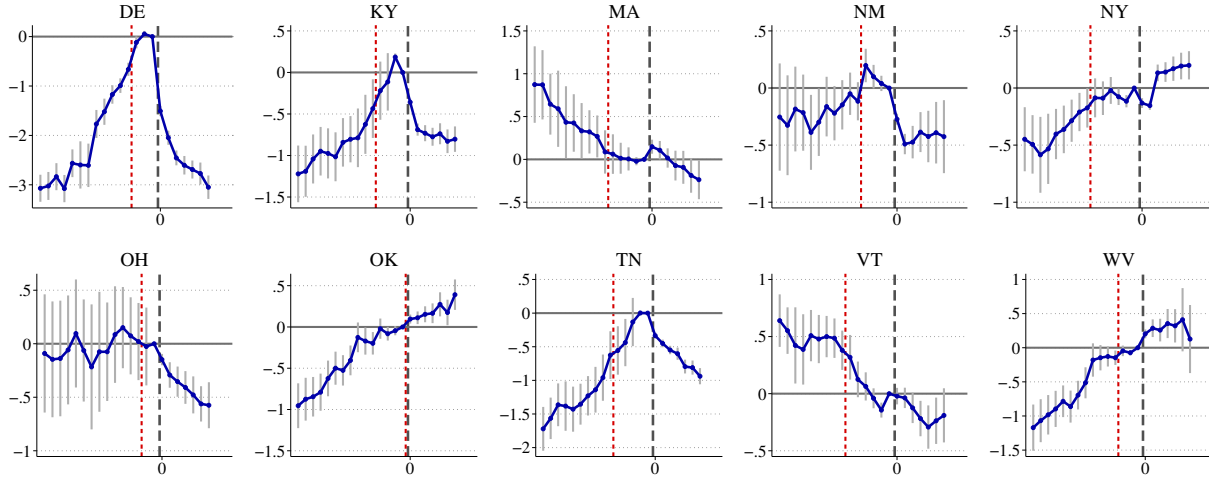 DE KY MA NM NY
0 .5 1.5 .5 .5
−1 0 1 0 0
−2 −.5 .5 −.5 −.5
−3 −1 0 −1 −1
−1.5 −.5
0 0 0 0 0
OH OK TN VT WV
.5 .5 .5 1 1
0 0 0 .5 .5
−.5 −.5 −.5 0 0
−1 −1 −1 −.5 −.5
−1.5 −1.5 −1
−2 −1.5
0 0 0 0 0